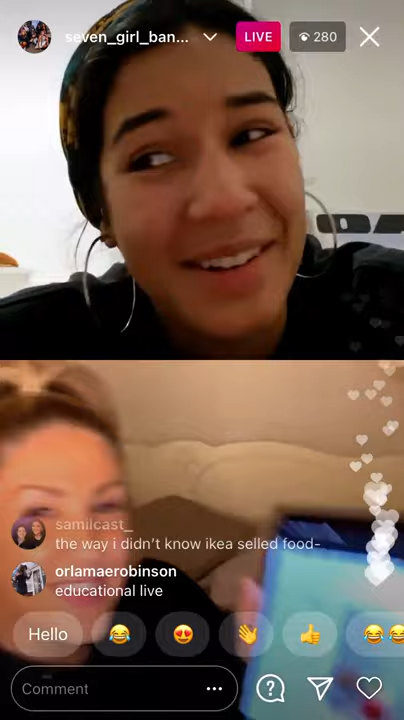 seven_girl_ban...
LIVE
280
samilcast_
the way i didn't know ikea selled food-
orlamaerobinson
educational live
Hello
Comment